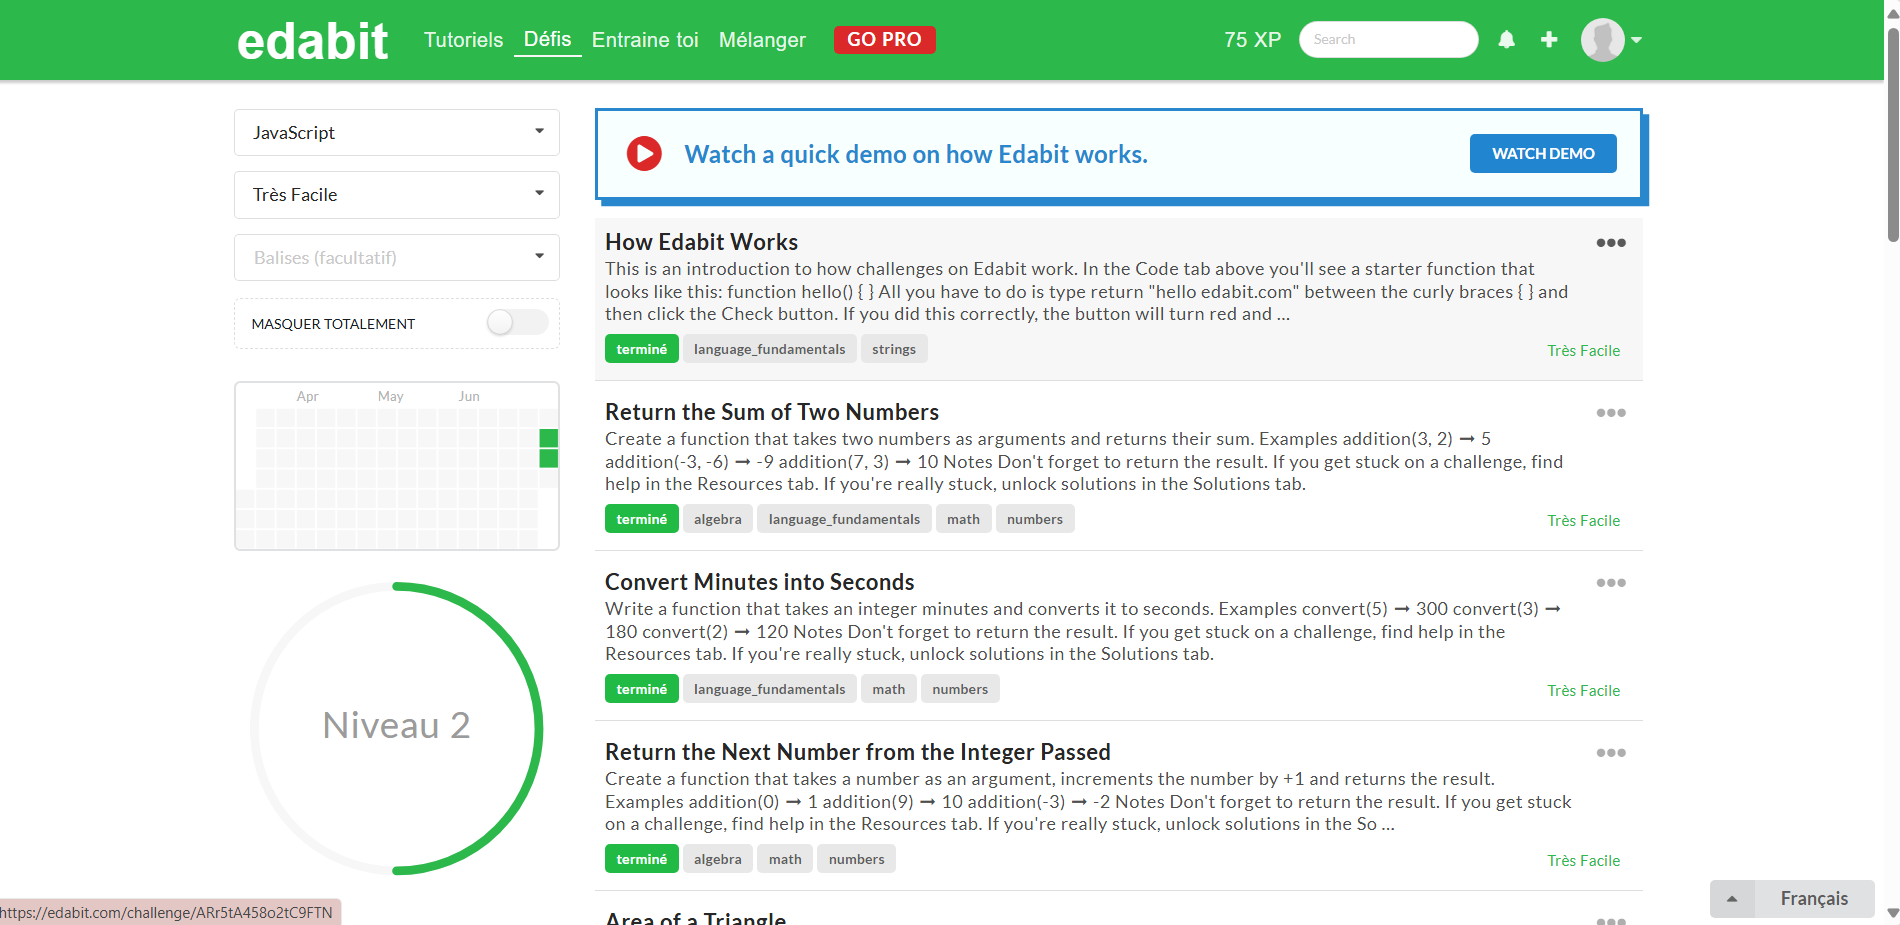 edabit
Tutoriels Défis Entraine toi Mélanger GO PRO 75 XP Search
JavaScript
Très Facile
Balises (facultatif)
MASQUER TOTALEMENT
Apr May Jun
Niveau 2
Watch a quick demo on how Edabit works. WATCH DEMO
How Edabit Works
This is an introduction to how challenges on Edabit work. In the Code tab above you'll see a starter function that
looks like this: function hello() { } All you have to do is type return "hello edabit.com" between the curly braces { } and
then click the Check button. If you did this correctly, the button will turn red and ...
terminé language_fundamentals strings Très Facile
Return the Sum of Two Numbers
Create a function that takes two numbers as arguments and returns their sum. Examples addition(3, 2) ➞ 5
addition(-3, -6) ➞ -9 addition(7, 3) ➞ 10 Notes Don't forget to return the result. If you get stuck on a challenge, find
help in the Resources tab. If you're really stuck, unlock solutions in the Solutions tab.
terminé algebra language_fundamentals math numbers Très Facile
Convert Minutes into Seconds
Write a function that takes an integer minutes and converts it to seconds. Examples convert(5) ➞ 300 convert(3) ➞
180 convert(2) ➞ 120 Notes Don't forget to return the result. If you get stuck on a challenge, find help in the
Resources tab. If you're really stuck, unlock solutions in the Solutions tab.
terminé language_fundamentals math numbers Très Facile
Return the Next Number from the Integer Passed
Create a function that takes a number as an argument, increments the number by +1 and returns the result.
Examples addition(0) ➞ 1 addition(9) ➞ 10 addition(-3) ➞ -2 Notes Don't forget to return the result. If you get stuck
on a challenge, find help in the Resources tab. If you're really stuck, unlock solutions in the So ...
terminé algebra math numbers Très Facile
Area of a Triangle
https://edabit.com/challenge/ARr5tA458o2tC9FTN
Français